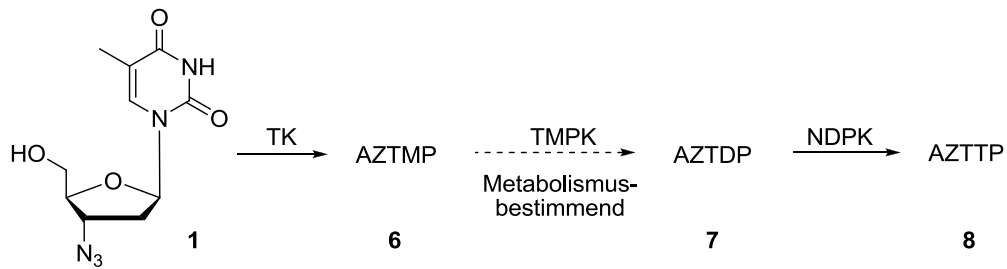 O
NH
N
O
HO
O
N3
1
TK
AZTMP
6
TMPK
Metabolismus-
bestimmend
AZTDP
7
NDPK
AZTTP
8